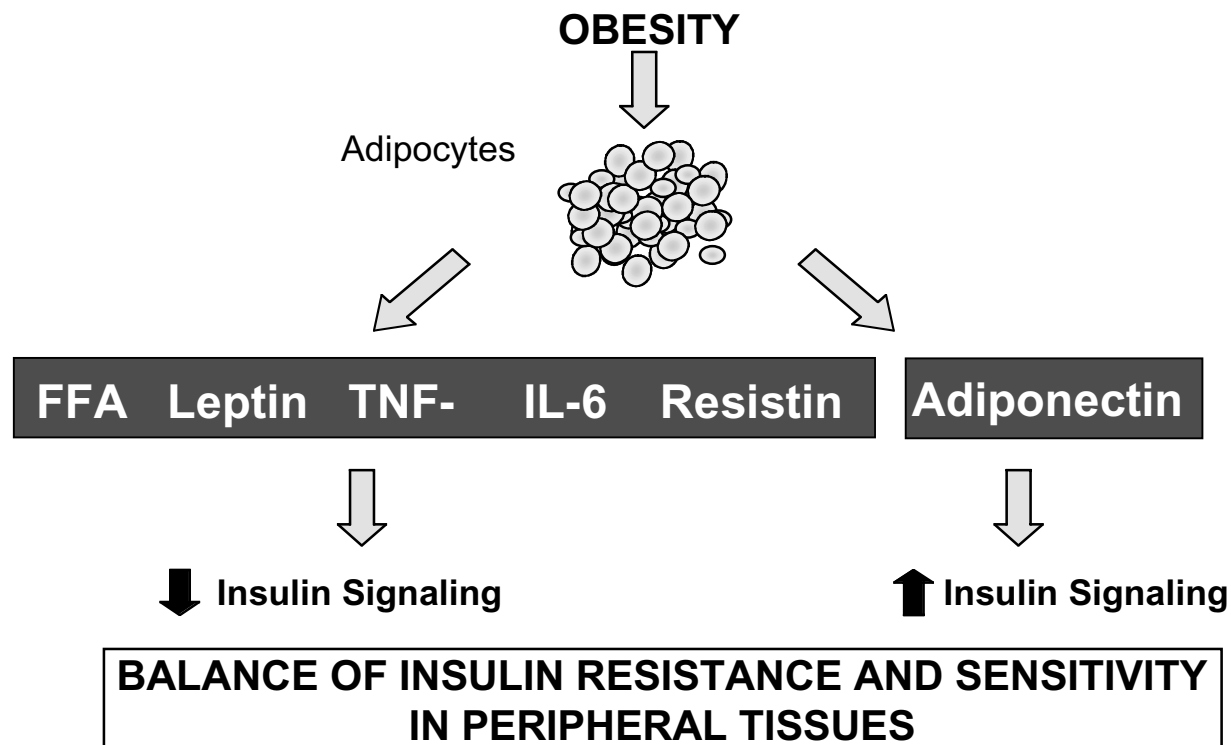 OBESITY
Adipocytes
FFA Leptin TNF- IL-6 Resistin
Adiponectin
Insulin Signaling
Insulin Signaling
BALANCE OF INSULIN RESISTANCE AND SENSITIVITY
IN PERIPHERAL TISSUES